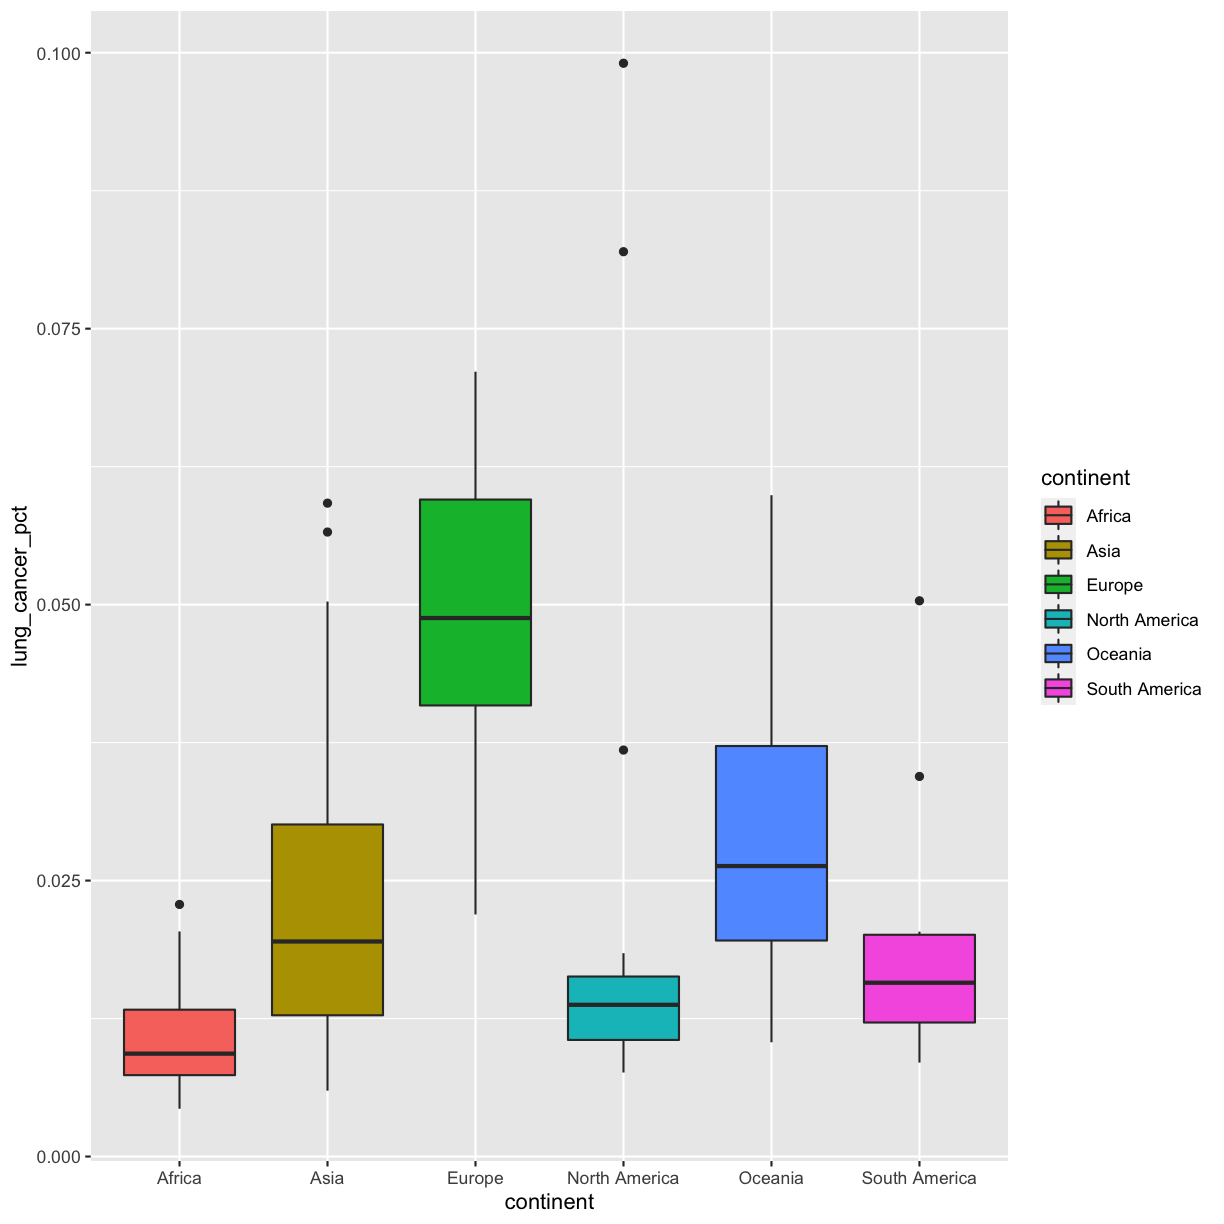 0.100
0.075
0.050
0.025
0.000
lung_cancer_pct
Africa
Asia
Europe
North America
Oceania
South America
continent
continent
Africa
Asia
Europe
North America
Oceania
South America